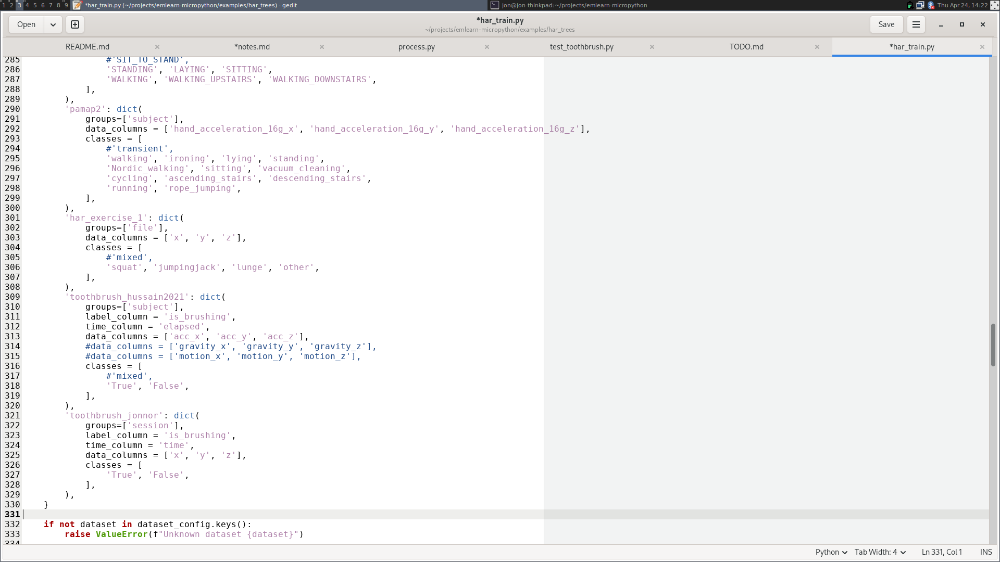 1 2 3 4 5 6 7 8 9 *har_train.py (~/projects/emlearn-micropython/examples/har_trees) - gedit jon@jon-thinkpad:~/projects/emlearn-micropython Thu Apr 24, 14:22
Open *har_train.py Save
~/projects/emlearn-micropython/examples/har_trees
README.md × *notes.md × process.py × test_toothbrush.py × TODO.md × *har_train.py ×
285                 #'SIT_TO_STAND',
286                 'STANDING', 'LAYING', 'SITTING',
287                 'WALKING', 'WALKING_UPSTAIRS', 'WALKING_DOWNSTAIRS',
288             ],
289         ),
290         'pamap2': dict(
291             groups=['subject'],
292             data_columns = ['hand_acceleration_16g_x', 'hand_acceleration_16g_y', 'hand_acceleration_16g_z'],
293             classes = [
294                 #'transient',
295                 'walking', 'ironing', 'lying', 'standing',
296                 'Nordic_walking', 'sitting', 'vacuum_cleaning',
297                 'cycling', 'ascending_stairs', 'descending_stairs',
298                 'running', 'rope_jumping',
299             ],
300         ),
301         'har_exercise_1': dict(
302             groups=['file'],
303             data_columns = ['x', 'y', 'z'],
304             classes = [
305                 #'mixed',
306                 'squat', 'jumpingjack', 'lunge', 'other',
307             ],
308         ),
309         'toothbrush_hussain2021': dict(
310             groups=['subject'],
311             label_column = 'is_brushing',
312             time_column = 'elapsed',
313             data_columns = ['acc_x', 'acc_y', 'acc_z'],
314             #data_columns = ['gravity_x', 'gravity_y', 'gravity_z'],
315             #data_columns = ['motion_x', 'motion_y', 'motion_z'],
316             classes = [
317                 #'mixed',
318                 'True', 'False',
319             ],
320         ),
321         'toothbrush_jonnor': dict(
322             groups=['session'],
323             label_column = 'is_brushing',
324             time_column = 'time',
325             data_columns = ['x', 'y', 'z'],
326             classes = [
327                 'True', 'False',
328             ],
329         ),
330     }
331
332     if not dataset in dataset_config.keys():
333         raise ValueError(f"Unknown dataset {dataset}")
334
Python Tab Width: 4 Ln 331, Col 1 INS